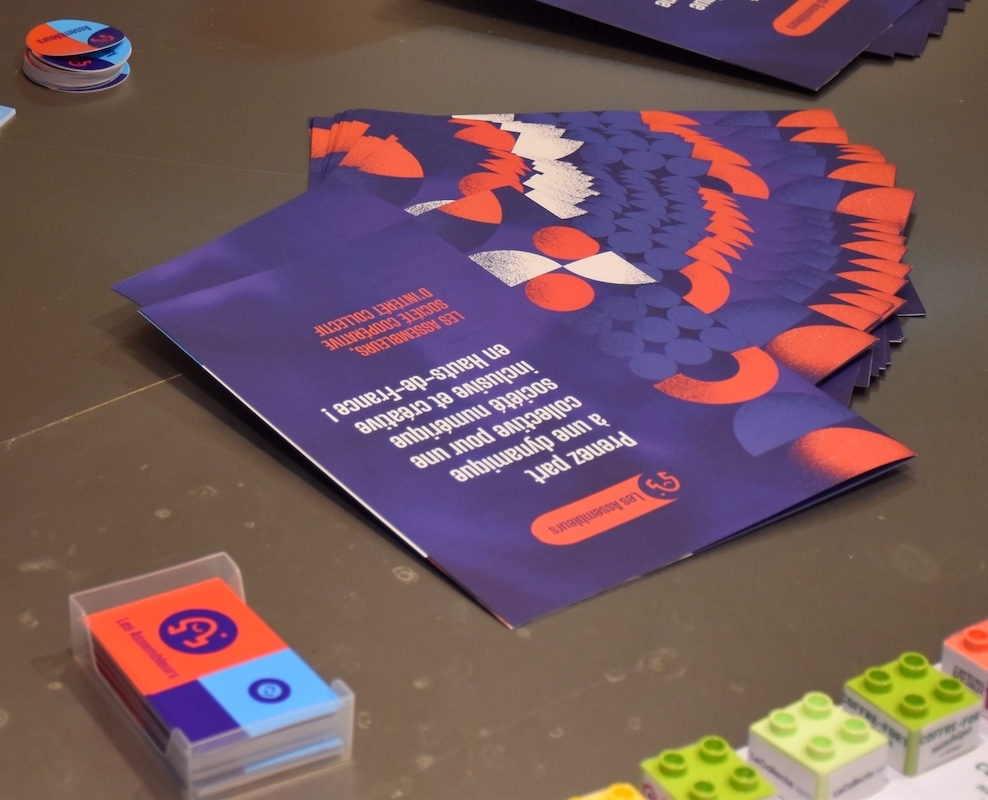 Les Assembleurs
Prenez part
à une dynamique
collective pour une
société numérique
inclusive et créative
en Hauts-de-France !
LES ASSEMBLEURS,
SOCIÉTÉ COOPÉRATIVE,
D'INTÉRÊT COLLECTIF
Les Assembleurs
Assembleurs